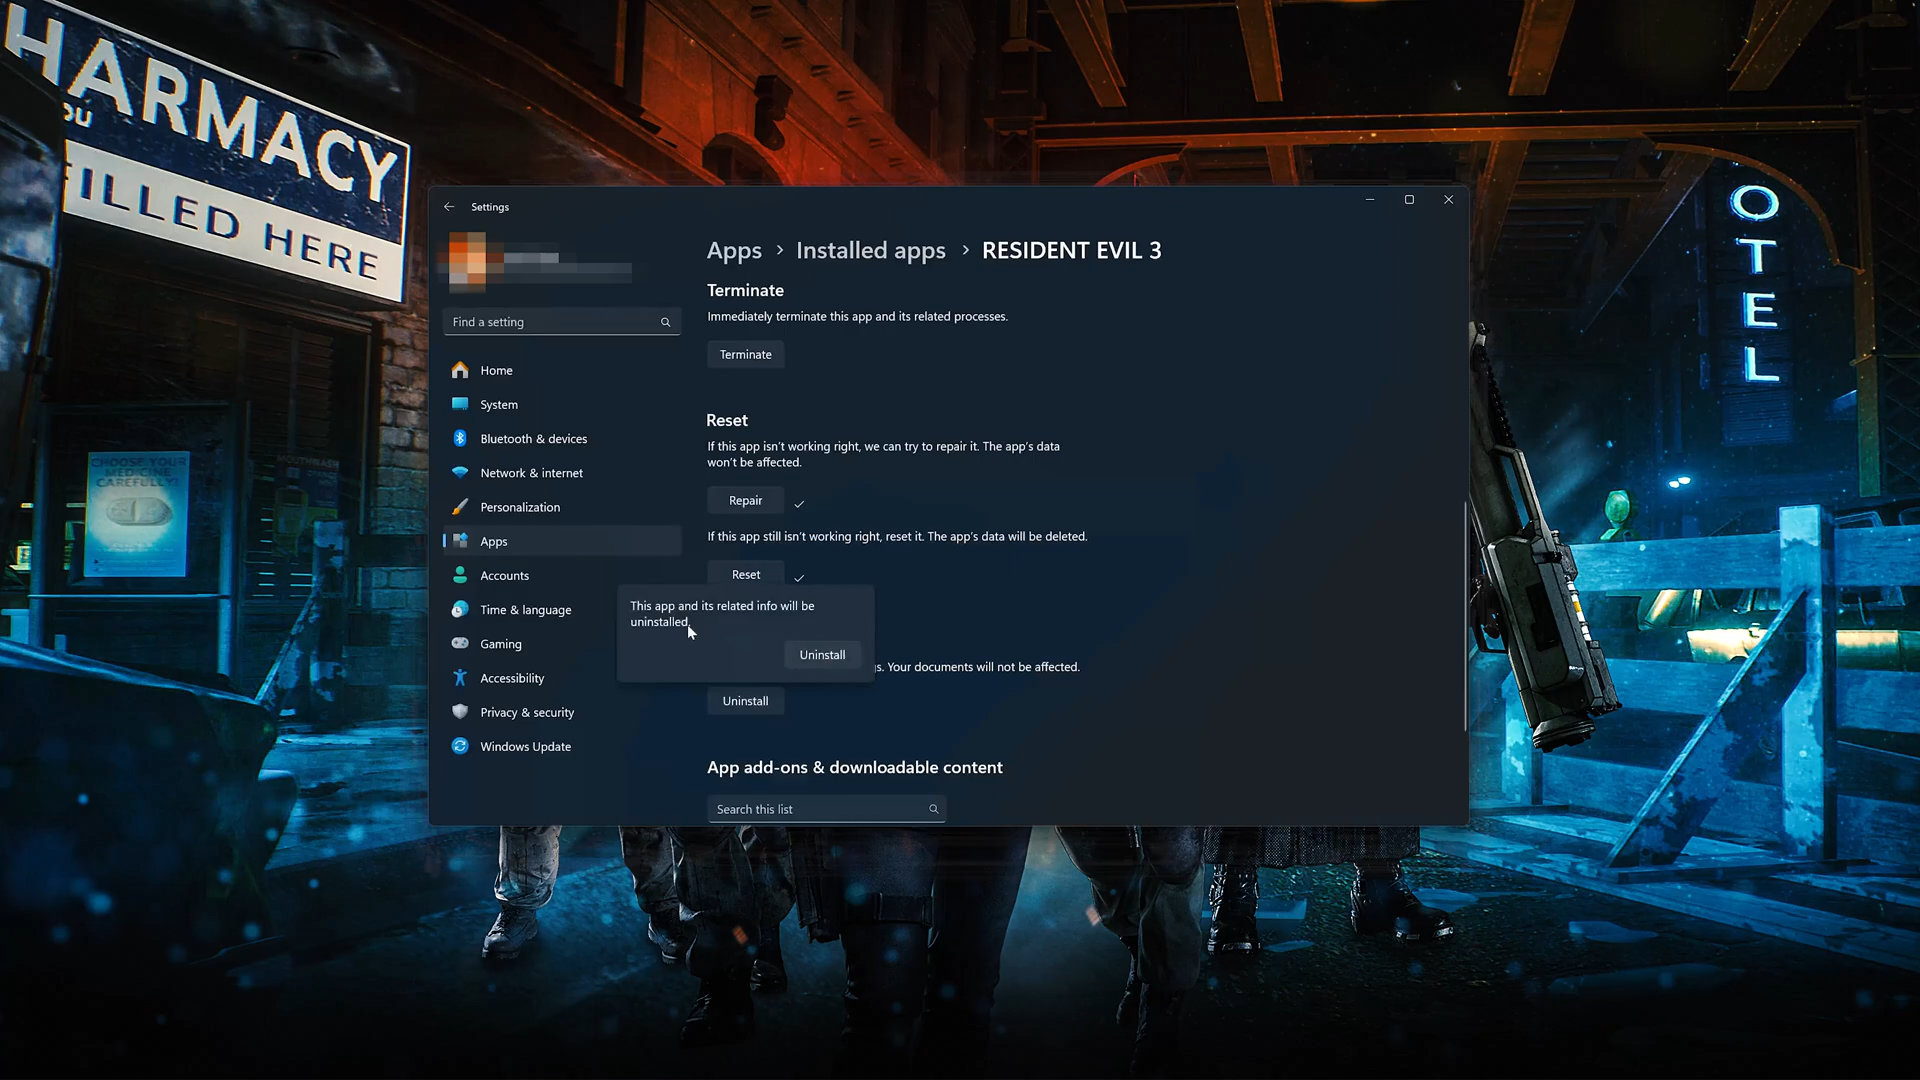 HARMACY
ILLED HERE
CHOOSE YOUR
MEDICINE
CAREFULLY!
MOUTHWASH
OTEL
Settings
Find a setting
Home
System
Bluetooth & devices
Network & internet
Personalization
Apps
Accounts
Time & language
Gaming
Accessibility
Privacy & security
Windows Update
Apps > Installed apps > RESIDENT EVIL 3
Terminate
Immediately terminate this app and its related processes.
Terminate
Reset
If this app isn't working right, we can try to repair it. The app's data
won't be affected.
Repair
If this app still isn't working right, reset it. The app's data will be deleted.
Reset
This app and its related info will be
uninstalled.
Uninstall
s. Your documents will not be affected.
Uninstall
App add-ons & downloadable content
Search this list